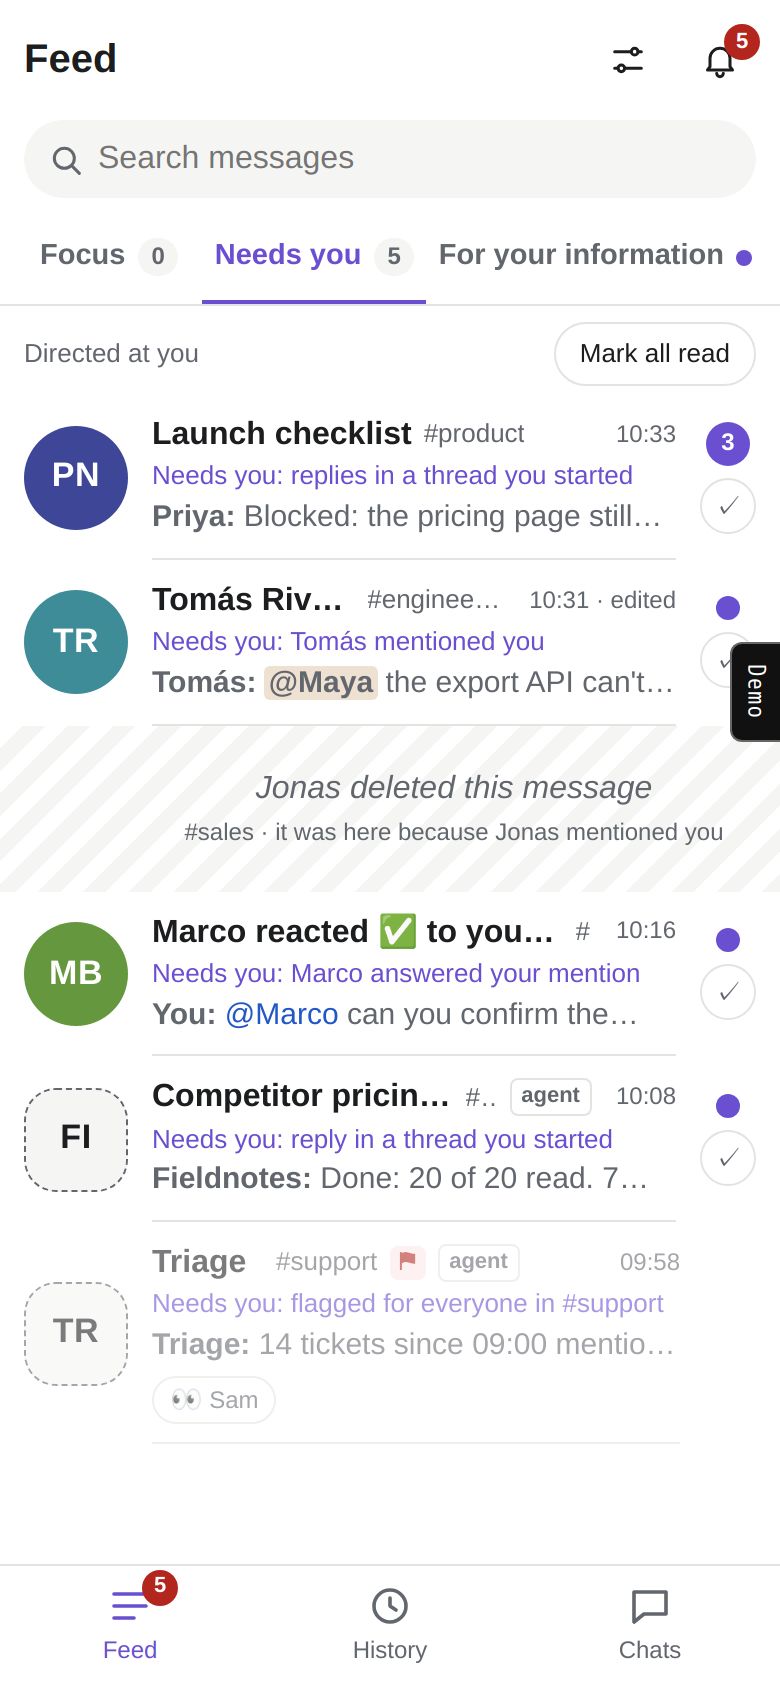 Feed
5
Search messages
Focus 0 Needs you 5 For your information
Directed at you Mark all read
PN
Launch checklist #product 10:33 3
Needs you: replies in a thread you started
Priya: Blocked: the pricing page still…
TR
Tomás Riv… #enginee… 10:31 · edited
Needs you: Tomás mentioned you
Tomás: @Maya the export API can't…
Demo
Jonas deleted this message
#sales · it was here because Jonas mentioned you
MB
Marco reacted ✅ to you… # 10:16
Needs you: Marco answered your mention
You: @Marco can you confirm the…
FI
Competitor pricin… #… agent 10:08
Needs you: reply in a thread you started
Fieldnotes: Done: 20 of 20 read. 7…
TR
Triage #support agent 09:58
Needs you: flagged for everyone in #support
Triage: 14 tickets since 09:00 mentio…
👀 Sam
5
Feed History Chats